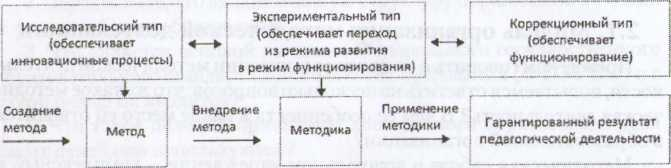 Исследовательский тип
(обеспечивает
инновационные процессы)
Экспериментальный тип
(обеспечивает переход
из режима развития
в режим функционирования)
Коррекционный тип
(обеспечивает
функционирование)
Создание
метода
Метод
Внедрение
метода
Методика
Применение
методики
Гарантированный результат
педагогической деятельности